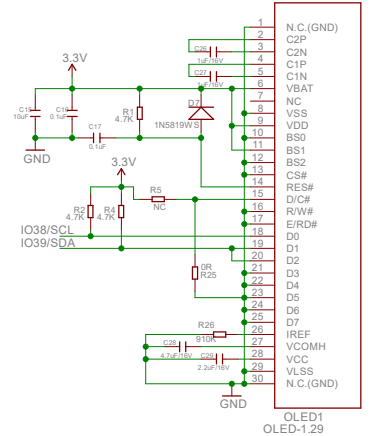 3.3V
C15
10uF
C16
0.1uF
C17
0.1uF
GND
R1
4.7K
D7
1N5819WS
C26
1uF/16V
C27
1uF/16V
3.3V
R2
4.7K
R4
4.7K
R5
NC
IO38/SCL
IO39/SDA
0R
R25
R26
910K
C28
4.7uF/16V
C29
2.2uF/16V
GND
1 N.C.(GND)
2 C2P
3 C2N
4 C1P
5 C1N
6 VBAT
7 NC
8 VSS
9 VDD
10 BS0
11 BS1
12 BS2
13 CS#
14 RES#
15 D/C#
16 R/W#
17 E/RD#
18 D0
19 D1
20 D2
21 D3
22 D4
23 D5
24 D6
25 D7
26 IREF
27 VCOMH
28 VCC
29 VLSS
30 N.C.(GND)
OLED1
OLED-1.29